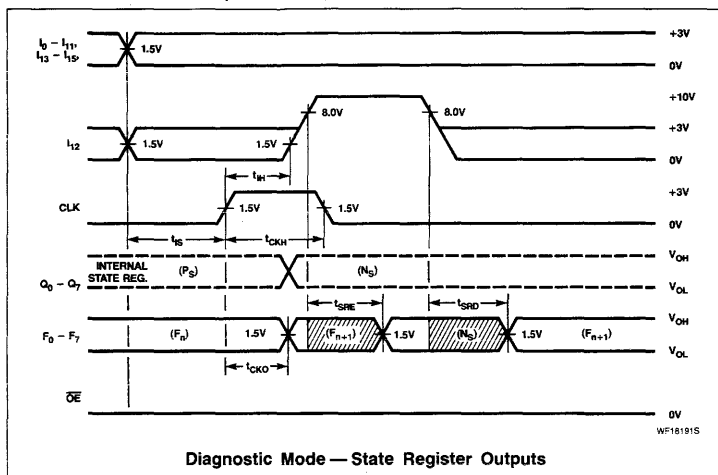 I0 – I11,
I13 – I15,
1.5V
+3V
0V
+10V
8.0V
8.0V
+3V
I12
1.5V
1.5V
0V
tIH
+3V
CLK
1.5V
1.5V
0V
tIS
tCKH
INTERNAL
STATE REG.
(PS)
(NS)
VOH
Q0 – Q7
VOL
tSRE
tSRD
VOH
F0 – F7
(Fn)
1.5V
(Fn+1)
1.5V
(NS)
1.5V
(Fn+1)
VOL
tCKO
OE
0V
WF18191S
Diagnostic Mode — State Register Outputs